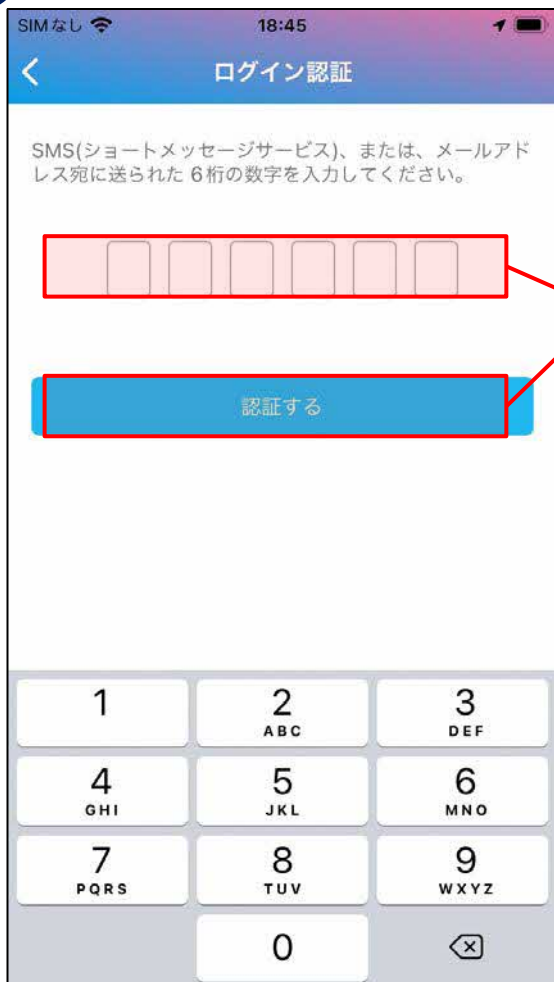 SIMなし 18:45
ログイン認証
SMS(ショートメッセージサービス)、または、メールアド
レス宛に送られた 6桁の数字を入力してください。
認証する
1 2 3
ABC DEF
4 5 6
GHI JKL MNO
7 8 9
PQRS TUV WXYZ
0